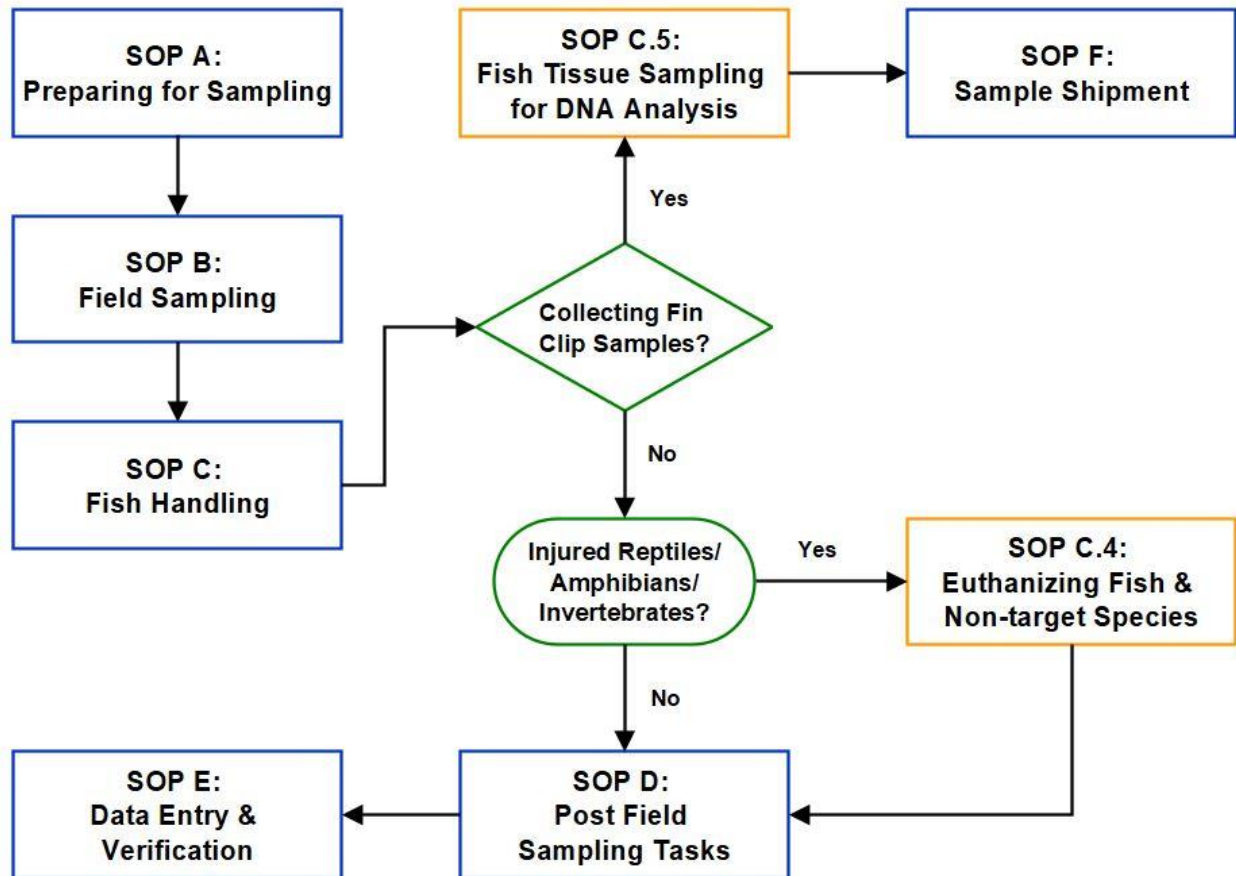 SOP A:
Preparing for Sampling
SOP C.5:
Fish Tissue Sampling
for DNA Analysis
SOP F:
Sample Shipment
Yes
SOP B:
Field Sampling
Collecting Fin
Clip Samples?
SOP C:
Fish Handling
No
Injured Reptiles/
Amphibians/
Invertebrates?
Yes
SOP C.4:
Euthanizing Fish &
Non-target Species
No
SOP E:
Data Entry &
Verification
SOP D:
Post Field
Sampling Tasks